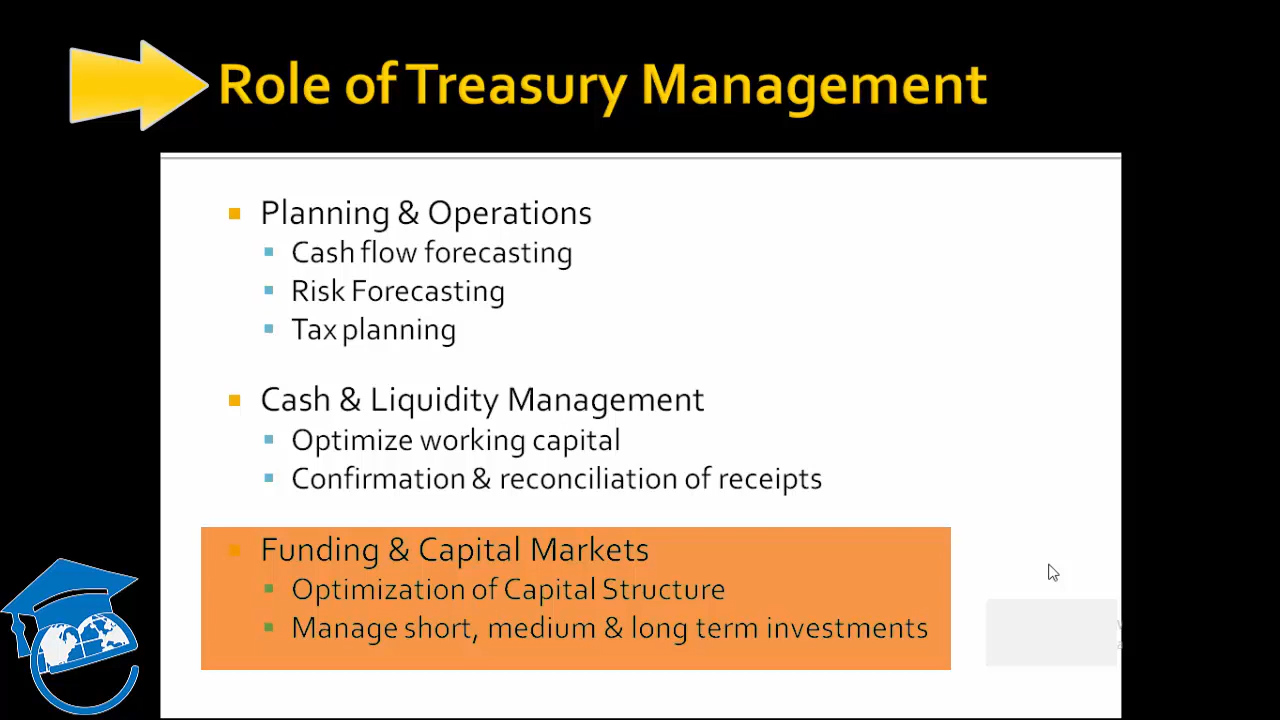 Role of Treasury Management
Planning & Operations
Cash flow forecasting
Risk Forecasting
Tax planning
Cash & Liquidity Management
Optimize working capital
Confirmation & reconciliation of receipts
Funding & Capital Markets
Optimization of Capital Structure
Manage short, medium & long term investments